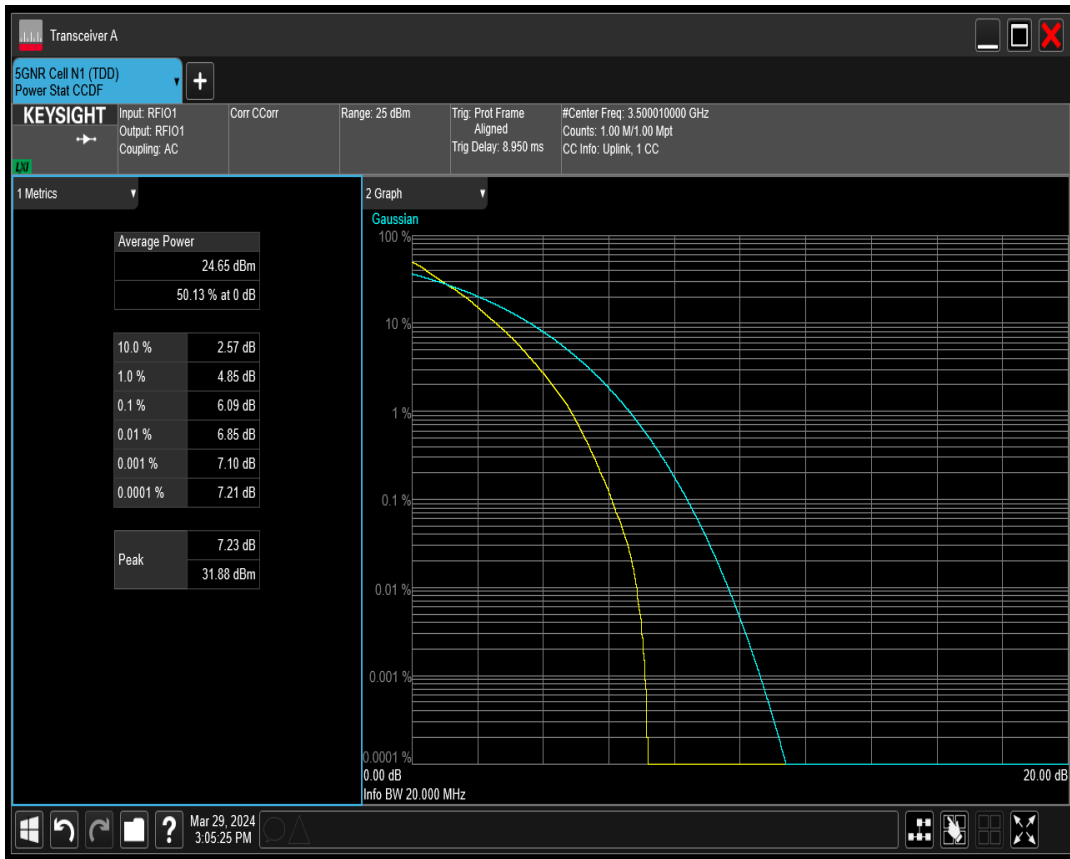 Transceiver A
5GNR Cell N1 (TDD)
Power Stat CCDF
+
KEYSIGHT
LXI
Input: RFIO1
Output: RFIO1
Coupling: AC
Corr CCorr
Range: 25 dBm
Trig: Prot Frame
Aligned
Trig Delay: 8.950 ms
#Center Freq: 3.500010000 GHz
Counts: 1.00 M/1.00 Mpt
CC Info: Uplink, 1 CC
1 Metrics
Average Power
24.65 dBm
50.13 % at 0 dB
10.0 % 2.57 dB
1.0 % 4.85 dB
0.1 % 6.09 dB
0.01 % 6.85 dB
0.001 % 7.10 dB
0.0001 % 7.21 dB
Peak
7.23 dB
31.88 dBm
2 Graph
Gaussian
100 %
10 %
1 %
0.1 %
0.01 %
0.001 %
0.0001 %
0.00 dB 20.00 dB
Info BW 20.000 MHz
?
Mar 29, 2024
3:05:25 PM